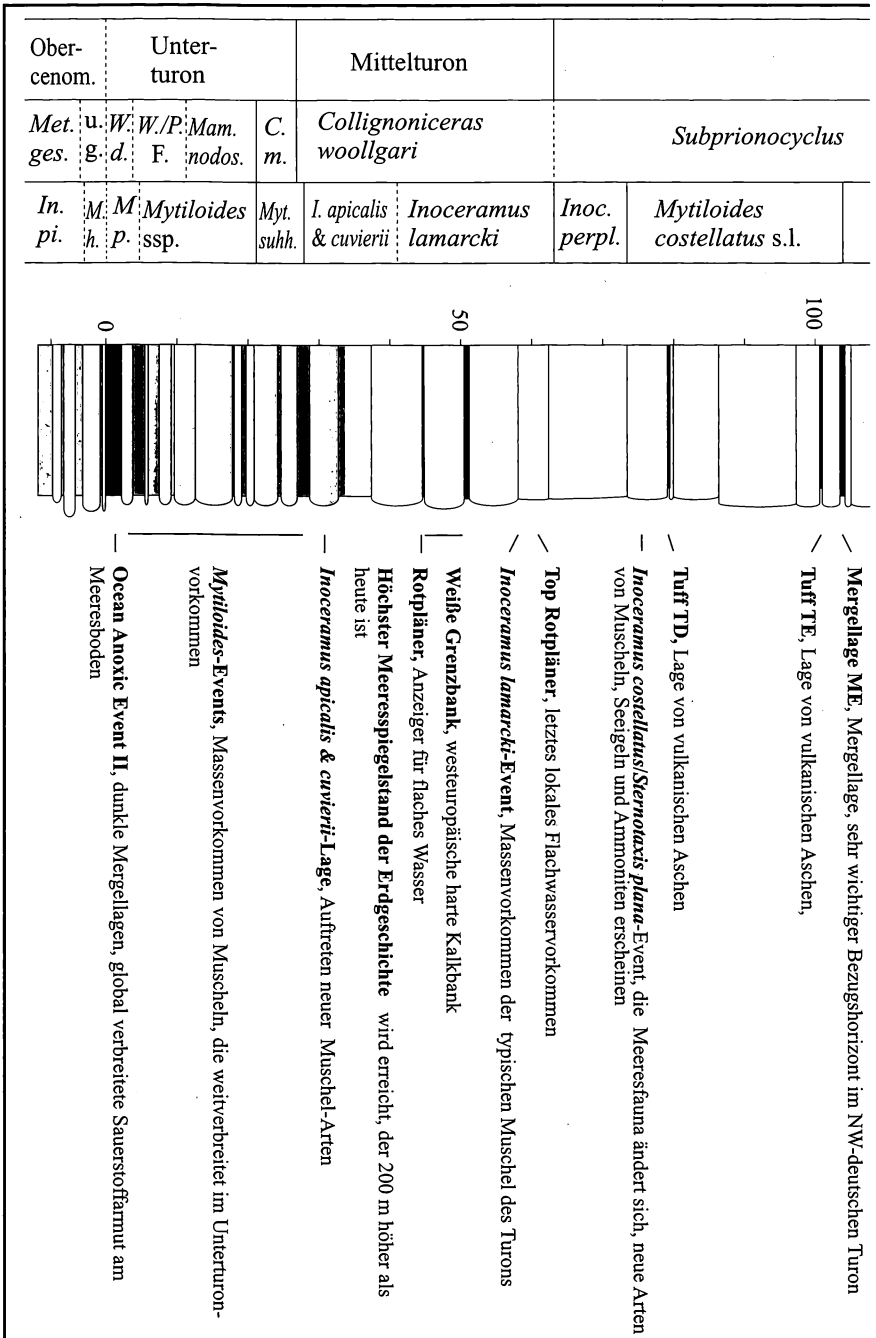 Ober-
cenom.
Unter-
turon
Mittelturon
Met.
ges.
u.
g.
W.
d.
W./P.
F.
Mam.
nodos.
C.
m.
Collignoniceras
woollgari
Subprionocyclus
In.
pi.
M.
h.
M
p.
Mytiloides
ssp.
Myt.
suhh.
I. apicalis
& cuvierii
Inoceramus
lamarcki
Inoc.
perpl.
Mytiloides
costellatus s.l.
0
50
100
Mergellage ME, Mergellage, sehr wichtiger Bezugshorizont im NW-deutschen Turon
Tuff TE, Lage von vulkanischen Aschen,
Tuff TD, Lage von vulkanischen Aschen
Inoceramus costellatus/Sternotaxis plana-Event, die Meeresfauna ändert sich, neue Arten
von Muscheln, Seeigeln und Ammoniten erscheinen
Top Rotpläner, letztes lokales Flachwasservorkommen
Inoceramus lamarcki-Event, Massenvorkommen der typischen Muschel des Turons
Weiße Grenzbank, westeuropäische harte Kalkbank
Rotpläner, Anzeiger für flaches Wasser
Höchster Meeresspiegelstand der Erdgeschichte wird erreicht, der 200 m höher als
heute ist
Inoceramus apicalis & cuvierii-Lage, Auftreten neuer Muschel-Arten
Mytiloides-Events, Massenvorkommen von Muscheln, die weitverbreitet im Unterturon-
vorkommen
Ocean Anoxic Event II, dunkle Mergellagen, global verbreitete Sauerstoffarmut am
Meeresboden